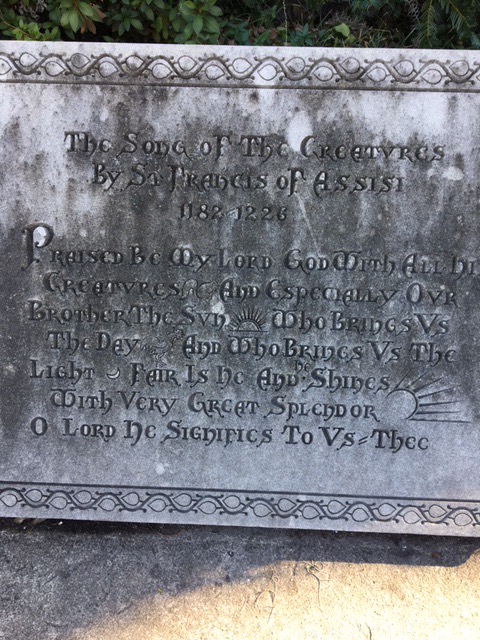 The Song of The Creatvres
By St Francis of Assisi
1182-1226
Praised Be My Lord God With All Hi
Creatvres And Especially Ovr
Brother The Svn Who Brings Vs
The Day And Who Brings Vs The
Light Fair Is He And he Shines
With Very Great Splendor
O Lord He Signifies To Vs Thee